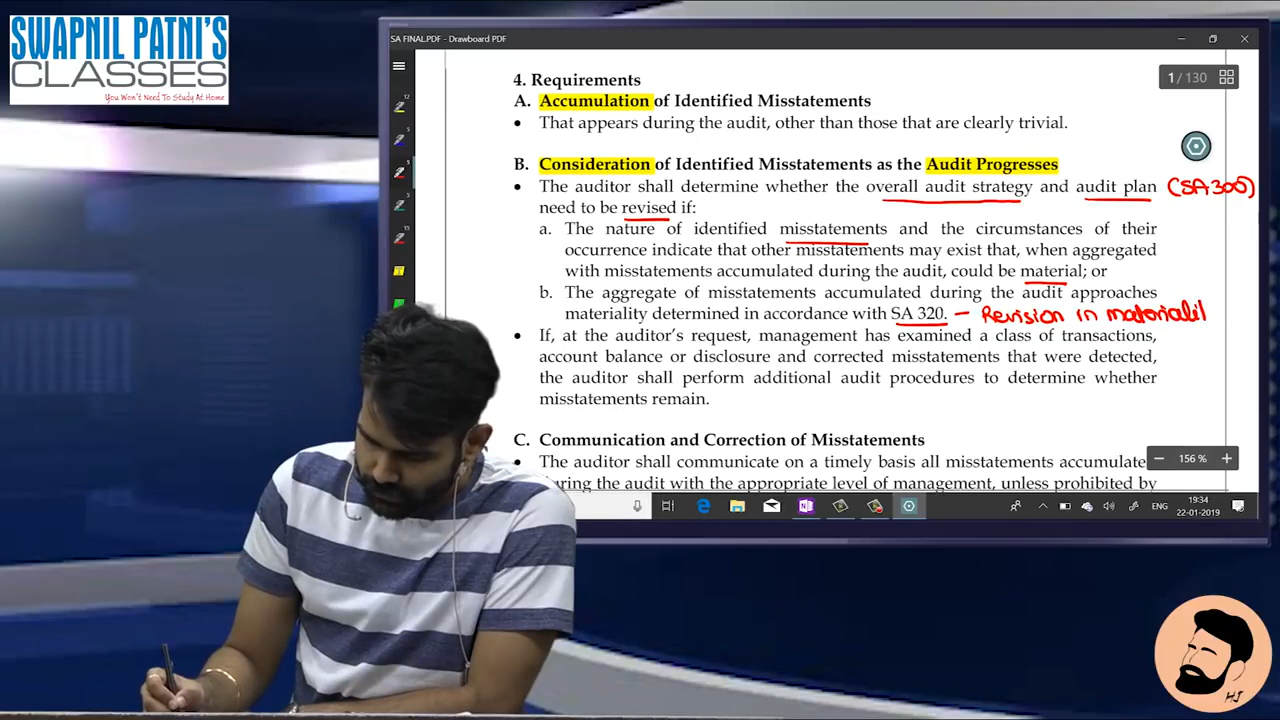 SWAPNIL PATNI'S
CLASSES
You Won't Need To Study At Home
SA FINAL.PDF - Drawboard PDF
1 / 130
4. Requirements
A. Accumulation of Identified Misstatements
• That appears during the audit, other than those that are clearly trivial.
B. Consideration of Identified Misstatements as the Audit Progresses
• The auditor shall determine whether the overall audit strategy and audit plan (SA 300)
need to be revised if:
a. The nature of identified misstatements and the circumstances of their
occurrence indicate that other misstatements may exist that, when aggregated
with misstatements accumulated during the audit, could be material; or
b. The aggregate of misstatements accumulated during the audit approaches
materiality determined in accordance with SA 320. – Revision in materialil
• If, at the auditor's request, management has examined a class of transactions,
account balance or disclosure and corrected misstatements that were detected,
the auditor shall perform additional audit procedures to determine whether
misstatements remain.
C. Communication and Correction of Misstatements
• The auditor shall communicate on a timely basis all misstatements accumulate
during the audit with the appropriate level of management, unless prohibited by
156 %
ENG
19:34
22-01-2019
HJ